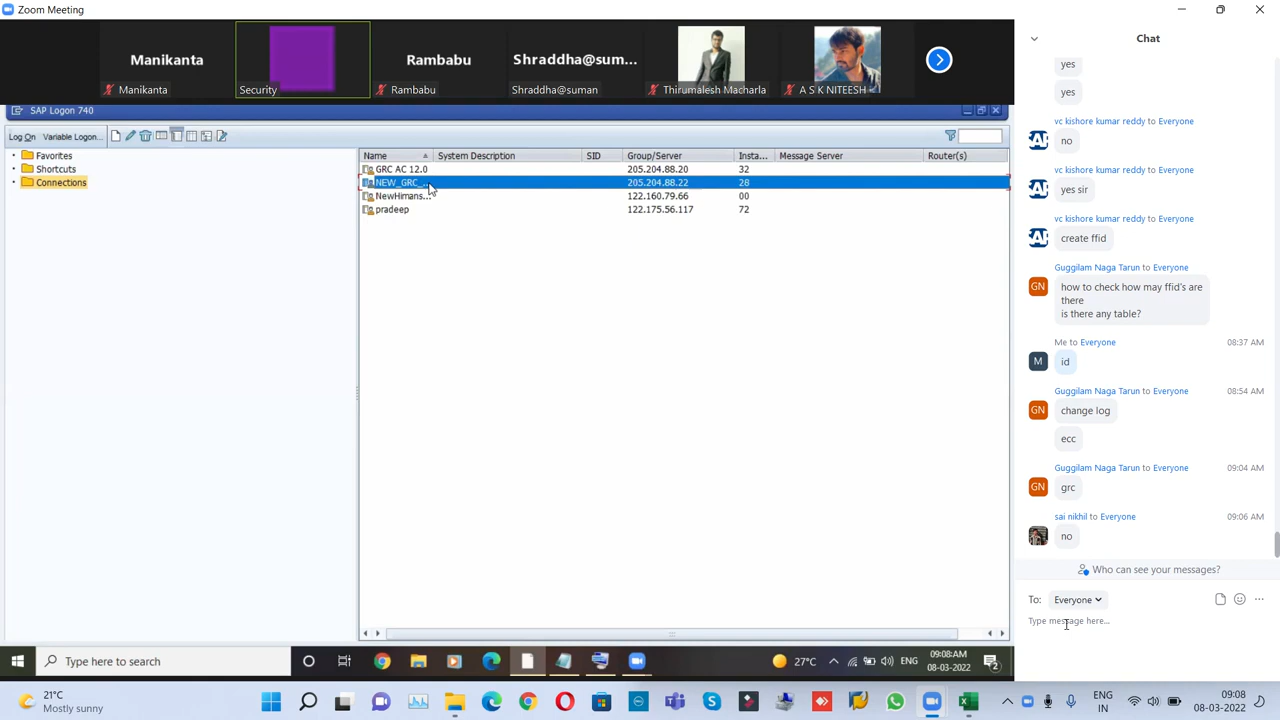 Zoom Meeting
Manikanta
Rambabu
Shraddha@sum...
Manikanta
Security
Rambabu
Shraddha@suman
Thirumalesh Macharla
A S K NITEESH
SAP Logon 740
Log On Variable Logon...
Favorites
Shortcuts
Connections
Name System Description SID Group/Server Insta... Message Server Router(s)
GRC AC 12.0 205.204.88.20 32
NEW_GRC_... 205.204.88.22 28
NewHimans... 122.160.79.66 00
pradeep 122.175.56.117 72
Type here to search
27°C
ENG
09:08:AM
08-03-2022
2
Chat
yes
yes
vc kishore kumar reddy to Everyone
no
vc kishore kumar reddy to Everyone
yes sir
vc kishore kumar reddy to Everyone
create ffid
Guggilam Naga Tarun to Everyone
GN
how to check how may ffid's are
there
is there any table?
Me to Everyone 08:37 AM
M
id
Guggilam Naga Tarun to Everyone 08:54 AM
GN
change log
ecc
Guggilam Naga Tarun to Everyone 09:04 AM
GN
grc
sai nikhil to Everyone 09:06 AM
no
Who can see your messages?
To: Everyone
Type message here...
21°C
Mostly sunny
ENG
IN
09:08
08-03-2022